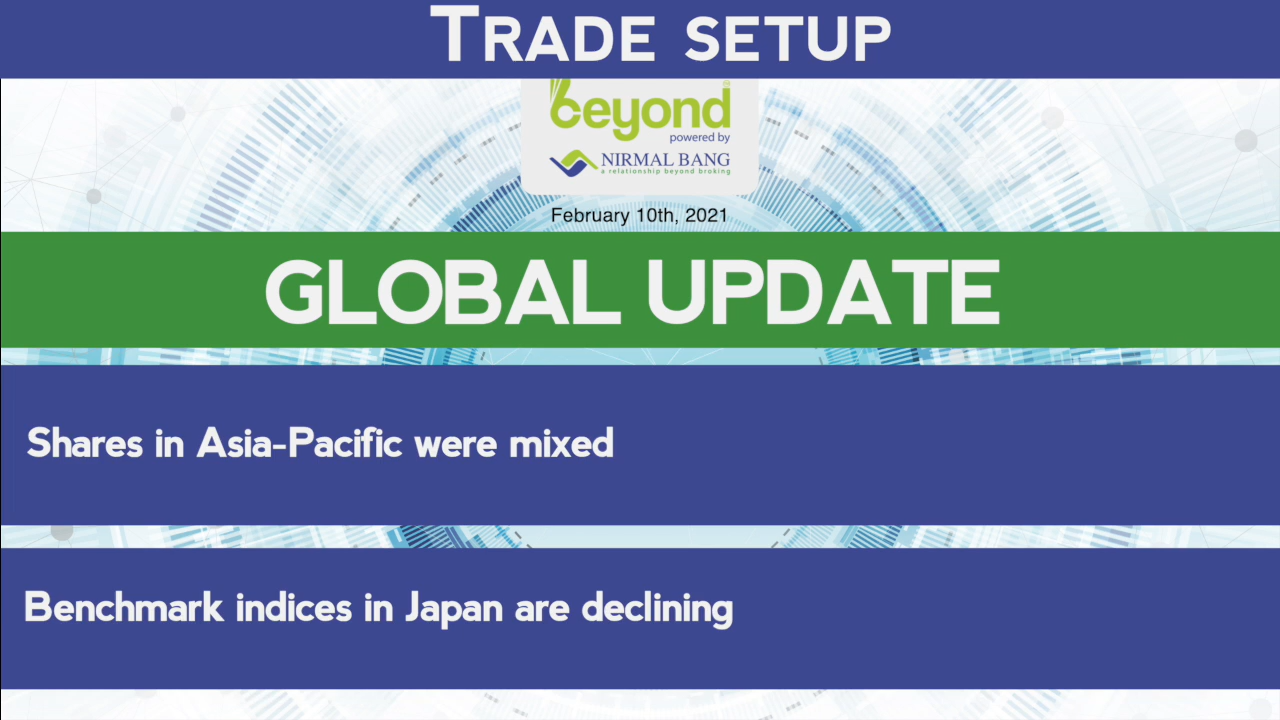 TRADE SETUP
beyond
powered by
NIRMAL BANG
a relationship beyond broking
February 10th, 2021
GLOBAL UPDATE
Shares in Asia-Pacific were mixed
Benchmark indices in Japan are declining